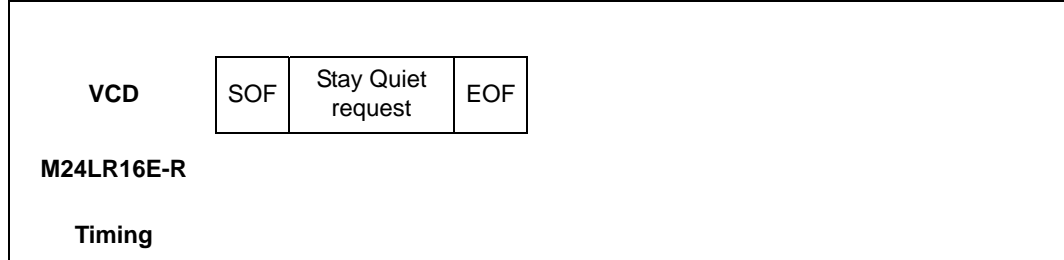 VCD
SOF
Stay Quiet
request
EOF
M24LR16E-R
Timing